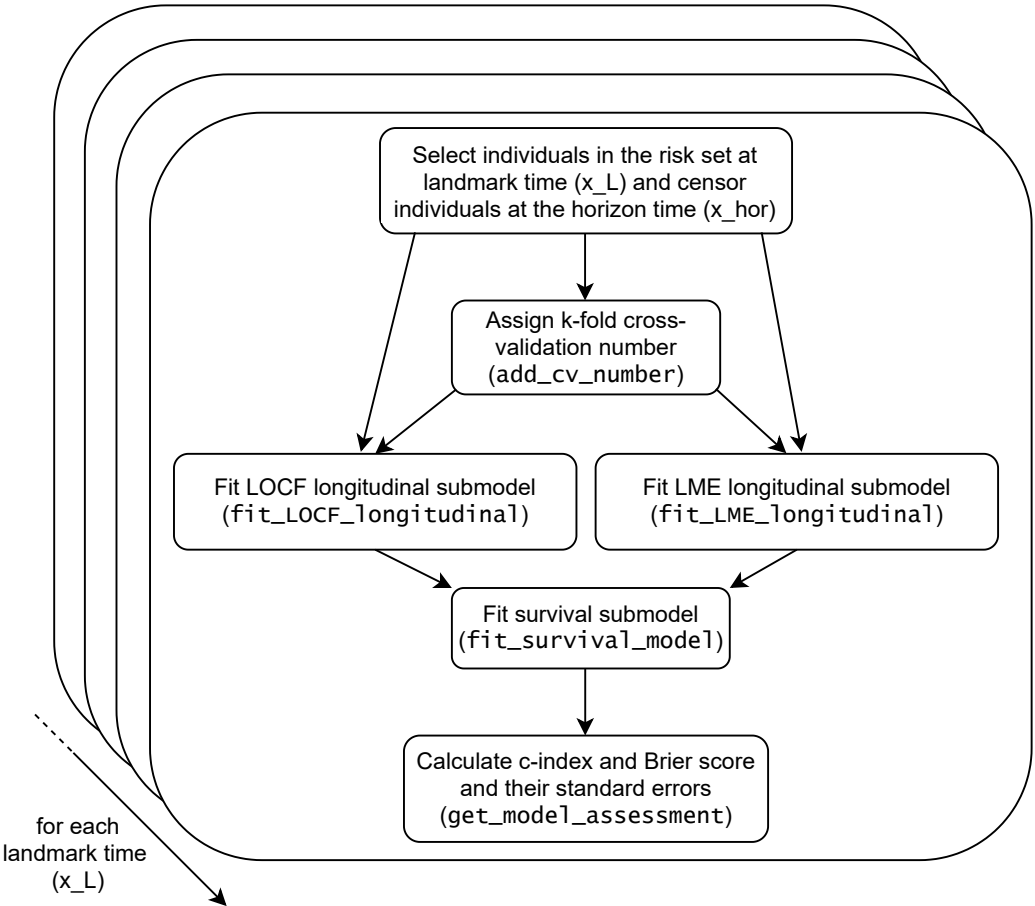 Select individuals in the risk set at
landmark time (x_L) and censor
individuals at the horizon time (x_hor)
Assign k-fold cross-
validation number
(add_cv_number)
Fit LOCF longitudinal submodel
(fit_LOCF_longitudinal)
Fit LME longitudinal submodel
(fit_LME_longitudinal)
Fit survival submodel
(fit_survival_model)
Calculate c-index and Brier score
and their standard errors
(get_model_assessment)
for each
landmark time
(x_L)